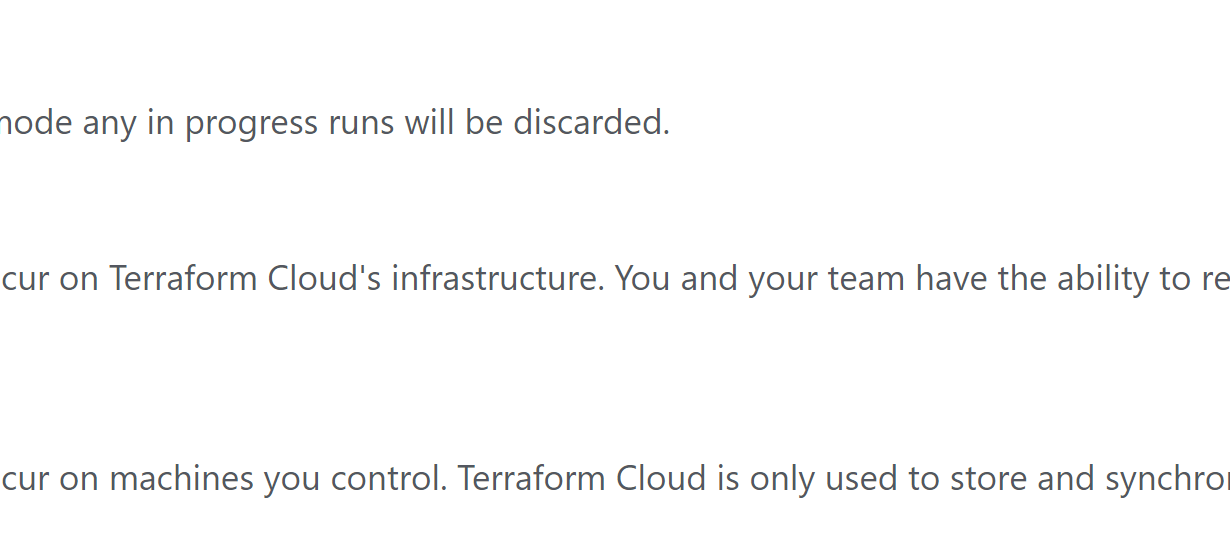 mode any in progress runs will be discarded.
cur on Terraform Cloud's infrastructure. You and your team have the ability to re
cur on machines you control. Terraform Cloud is only used to store and synchro